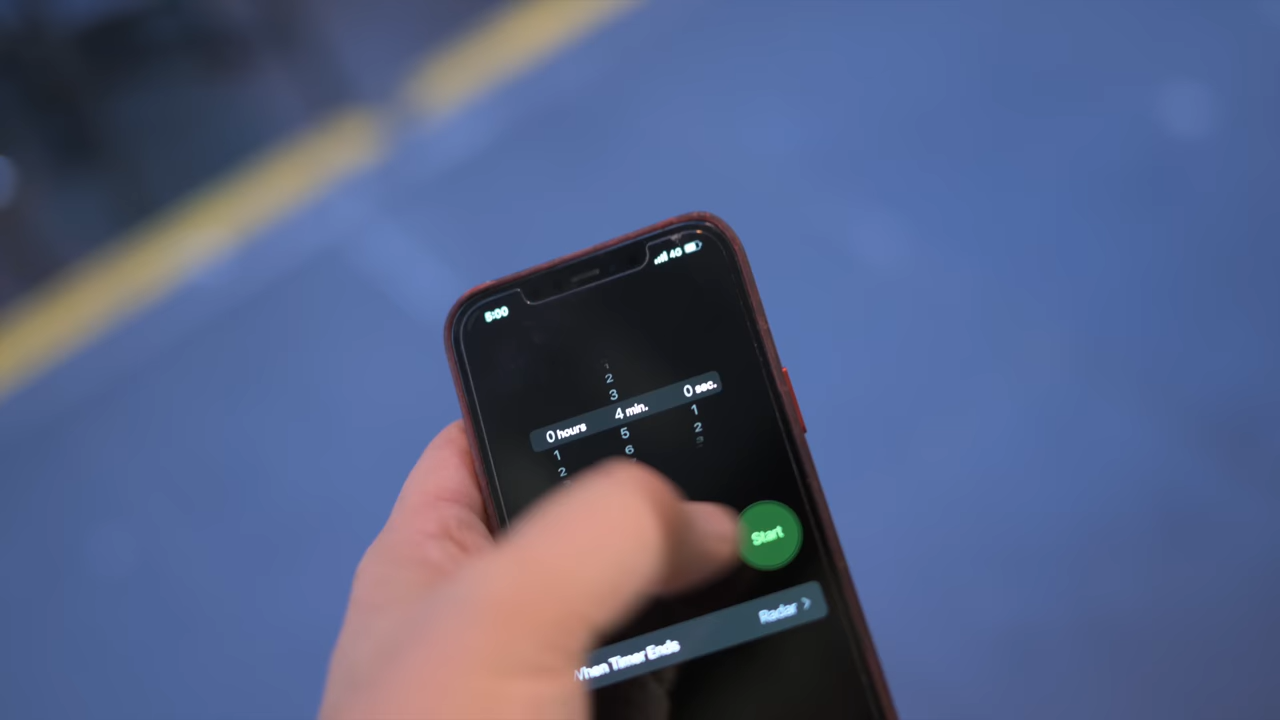 5:00
4G
1
2
3
0 hours 4 min. 0 sec.
1 5 1
2 6 2
Start
When Timer Ends Radar